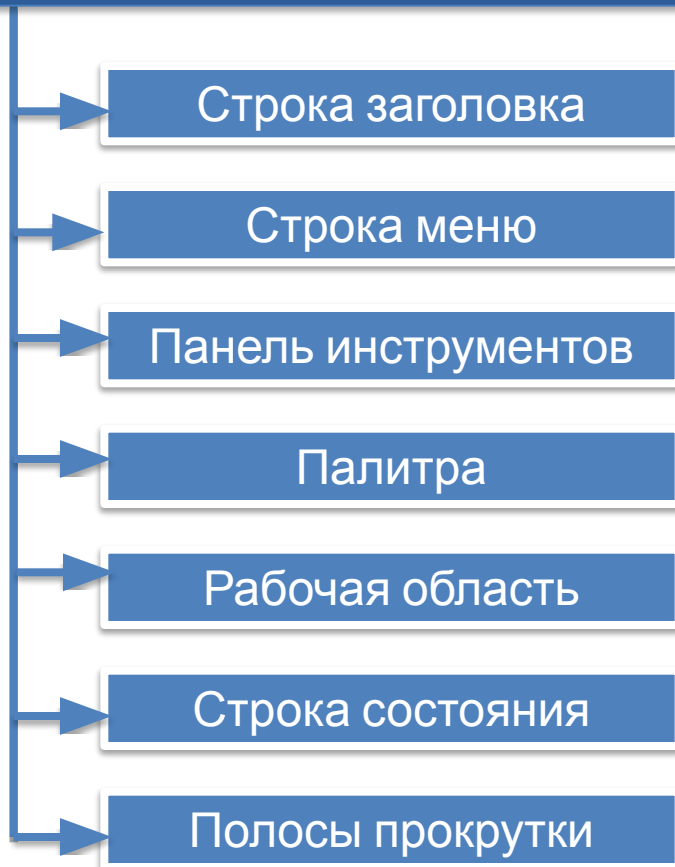 Строка заголовка
Строка меню
Панель инструментов
Палитра
Рабочая область
Строка состояния
Полосы прокрутки